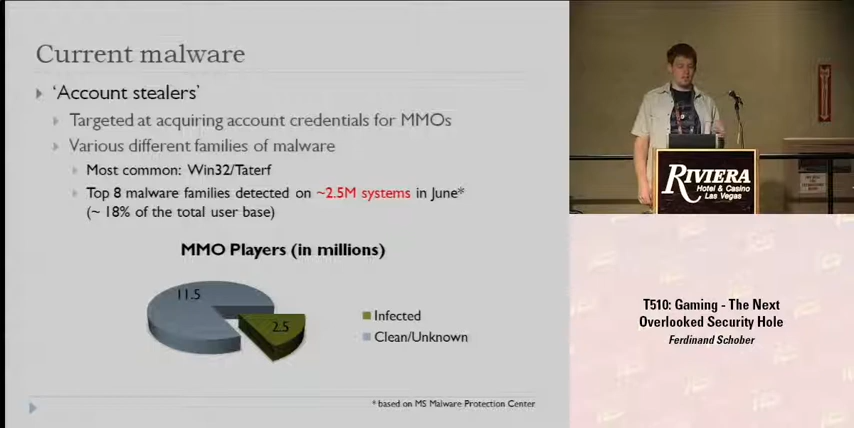 Current malware
'Account stealers'
Targeted at acquiring account credentials for MMOs
Various different families of malware
Most common: Win32/Taterf
Top 8 malware families detected on ~2.5M systems in June*
(~ 18% of the total user base)
MMO Players (in millions)
11.5
2.5
Infected
Clean/Unknown
* based on MS Malware Protection Center
RIVIERA
Hotel & Casino
Las Vegas
T510: Gaming - The Next
Overlooked Security Hole
Ferdinand Schober